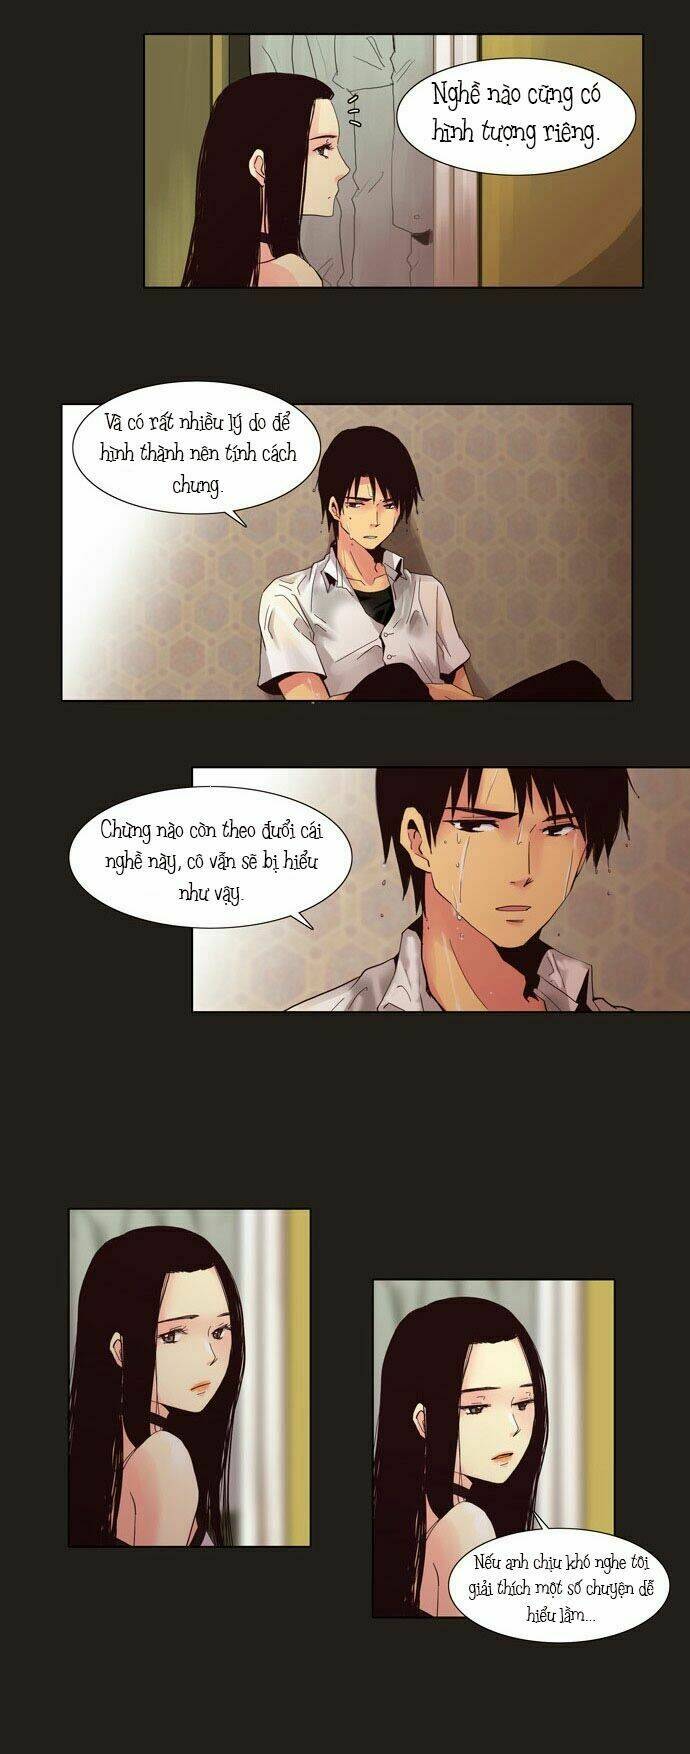 Nghề nào cũng có
hình tượng riêng.
Và có rất nhiều lý do để
hình thành nên tính cách
chung.
Chừng nào còn theo đuổi cái
nghề này, cô vẫn sẽ bị hiểu
như vậy.
Nếu anh chịu khó nghe tôi
giải thích một số chuyện dễ
hiểu lầm...